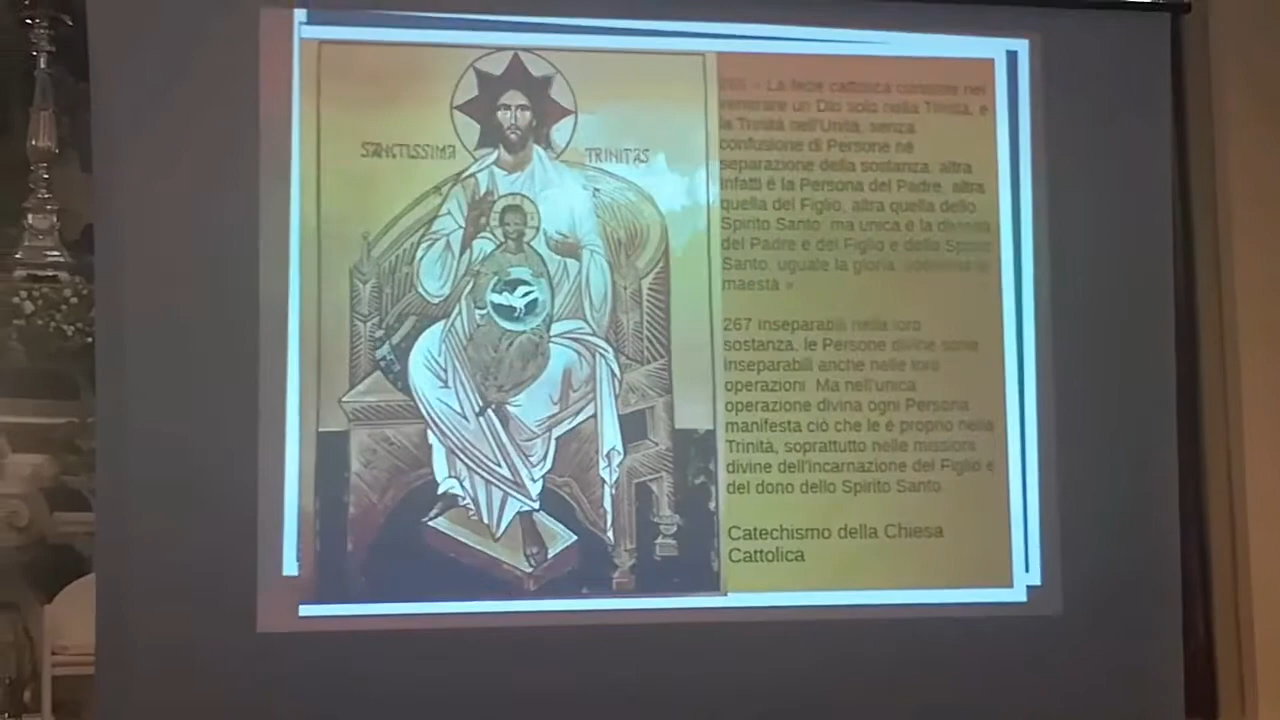 SANCTISSIMA TRINITAS
« La fede cattolica consiste nel
venerare un Dio solo nella Trinità, e
la Trinità nell'Unità, senza
confusione di Persone né
separazione della sostanza: altra
infatti è la Persona del Padre, altra
quella del Figlio, altra quella dello
Spirito Santo; ma unica è la divinità
del Padre e del Figlio e dello Spirito
Santo, uguale la gloria,
maestà »
267 inseparabili nella loro
sostanza, le Persone divine sono
inseparabili anche nelle loro
operazioni. Ma nell'unica
operazione divina ogni Persona
manifesta ciò che le è proprio nella
Trinità, soprattutto nelle missioni
divine dell'incarnazione del Figlio e
del dono dello Spirito Santo.
Catechismo della Chiesa
Cattolica